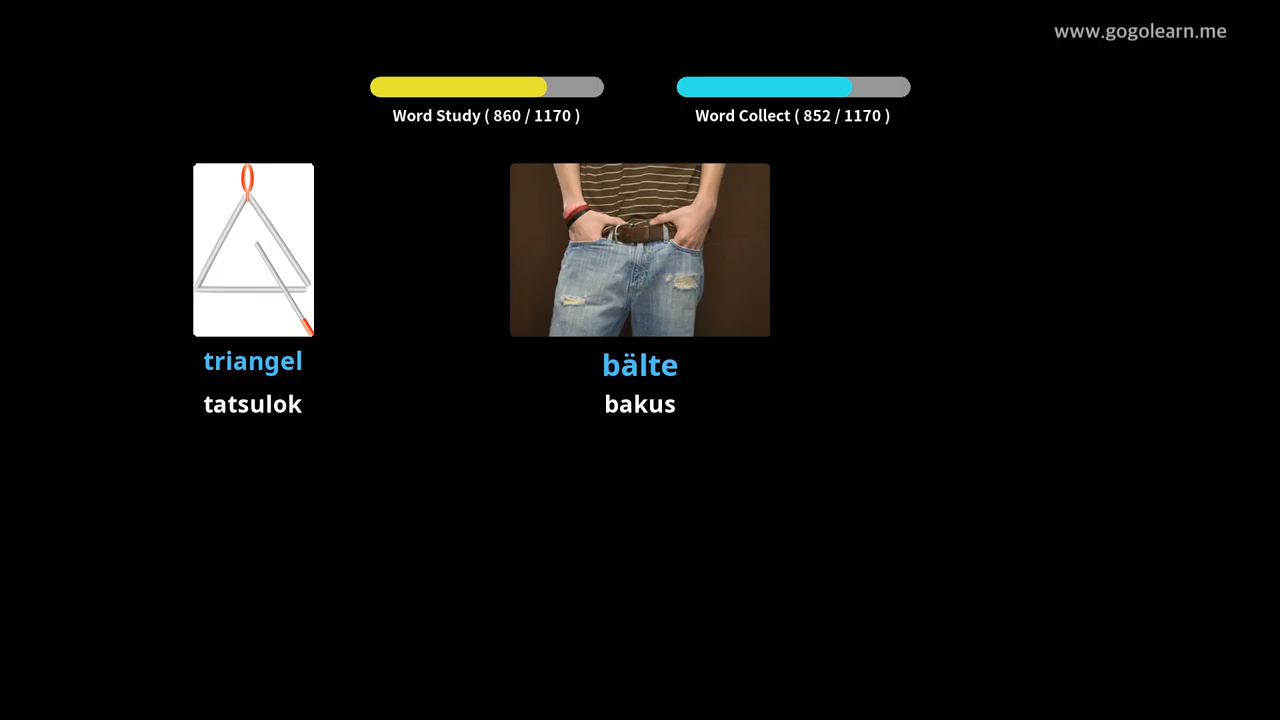 www.gogolearn.me
Word Study ( 860 / 1170 )
Word Collect ( 852 / 1170 )
triangel
bälte
tatsulok
bakus